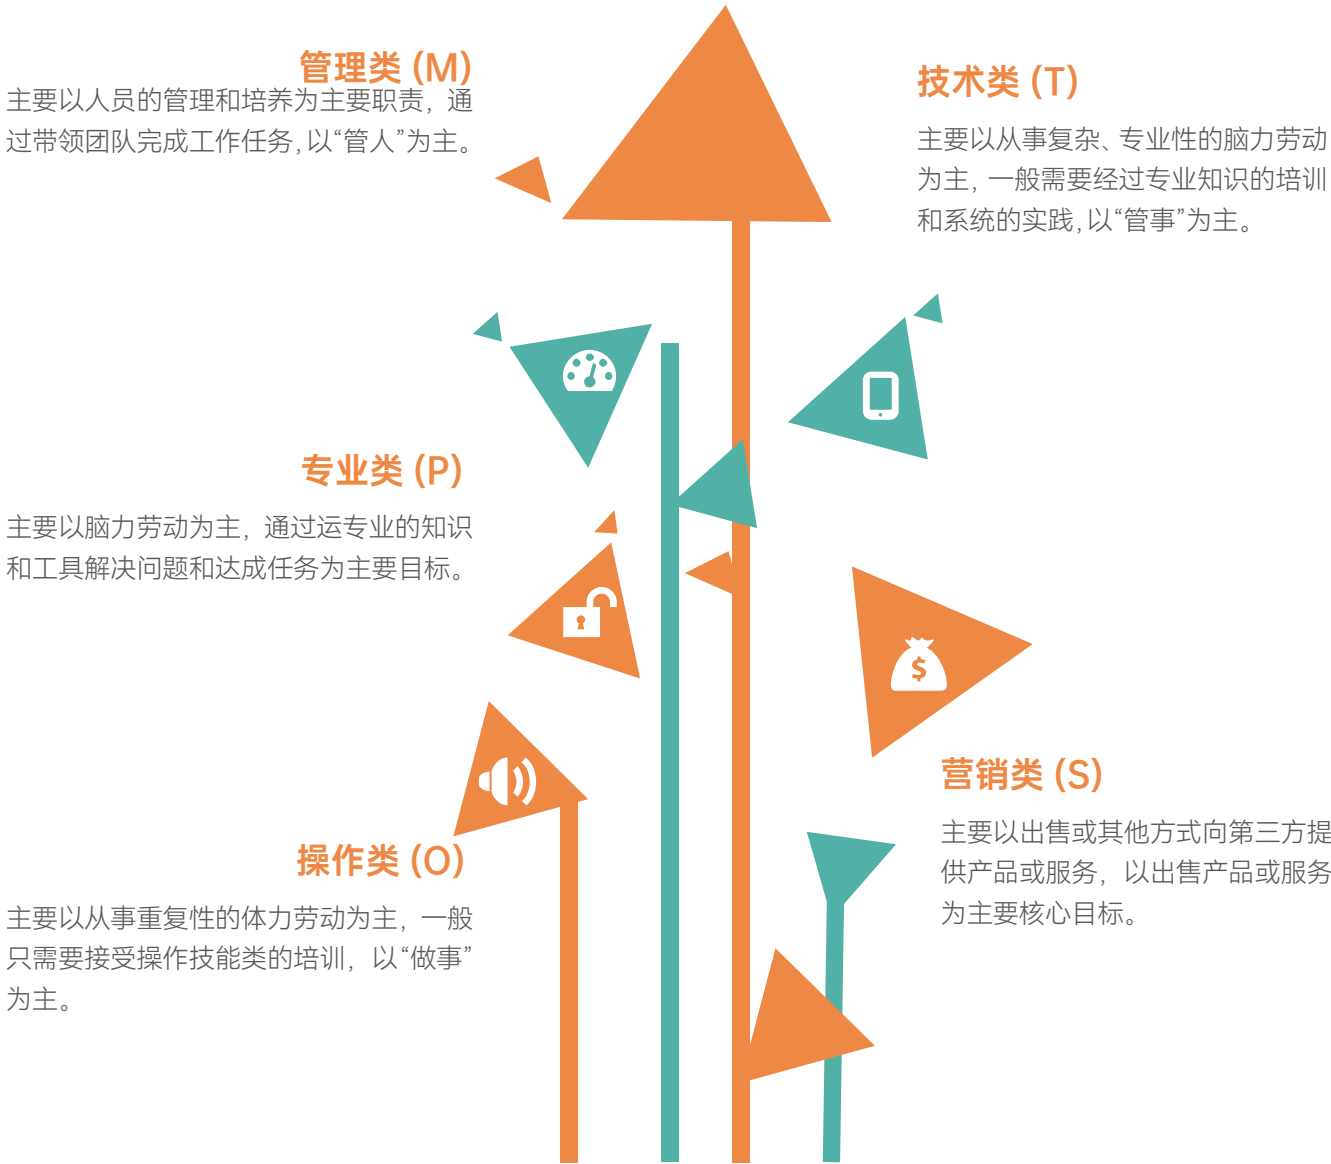 管理类 (M)
主要以人员的管理和培养为主要职责，通
过带领团队完成工作任务，以“管人”为主。
技术类 (T)
主要以从事复杂、专业性的脑力劳动
为主，一般需要经过专业知识的培训
和系统的实践，以“管事”为主。
专业类 (P)
主要以脑力劳动为主，通过运专业的知识
和工具解决问题和达成任务为主要目标。
营销类 (S)
主要以出售或其他方式向第三方提
供产品或服务，以出售产品或服务
为主要核心目标。
操作类 (O)
主要以从事重复性的体力劳动为主，一般
只需要接受操作技能类的培训，以“做事”
为主。
$